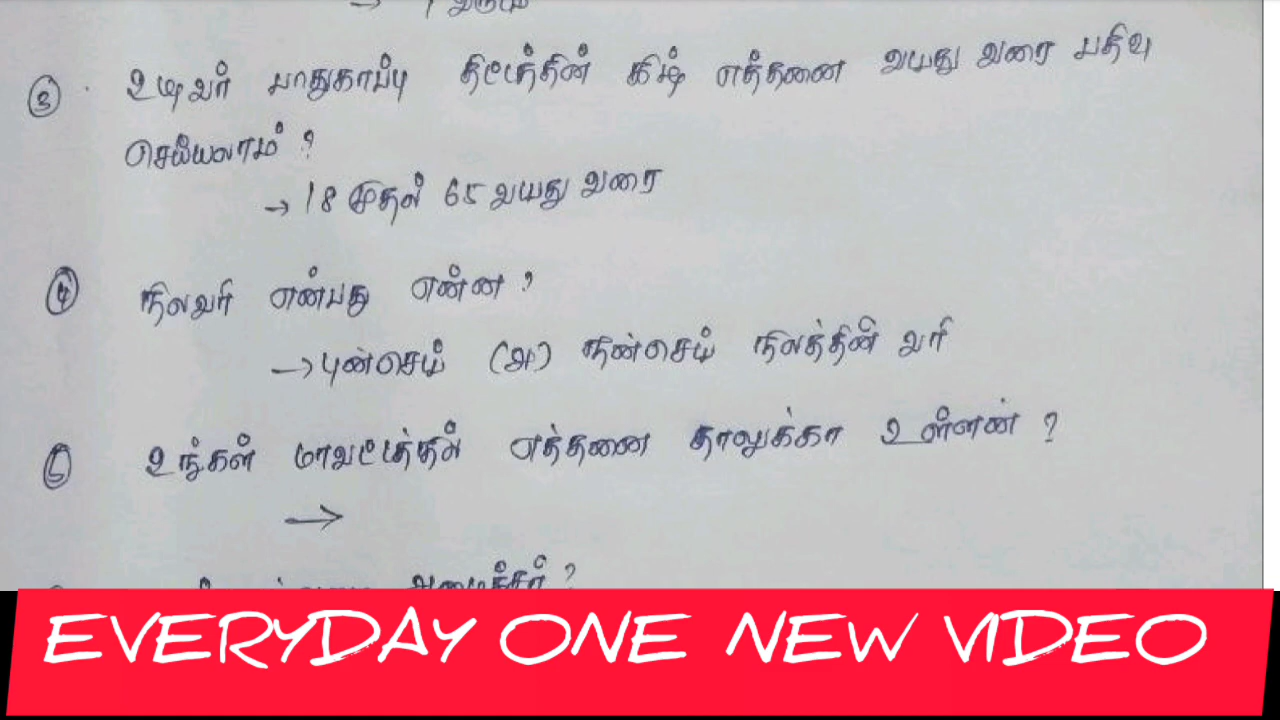 ③ உழவர் பாதுகாப்பு திட்டத்தின் கிழ் எத்தனை வயது வரை பதிவு
செய்யலாம் ?
→ 18 முதல் 65 வயது வரை
④ நிலவரி என்பது என்ன ?
→ புன்செய் (அ) நன்செய் நிலத்தின் வரி
⑤ உங்கள் மாவட்டத்தில் எத்தனை தாலுக்கா உள்ளன் ?
→
EVERYDAY ONE NEW VIDEO